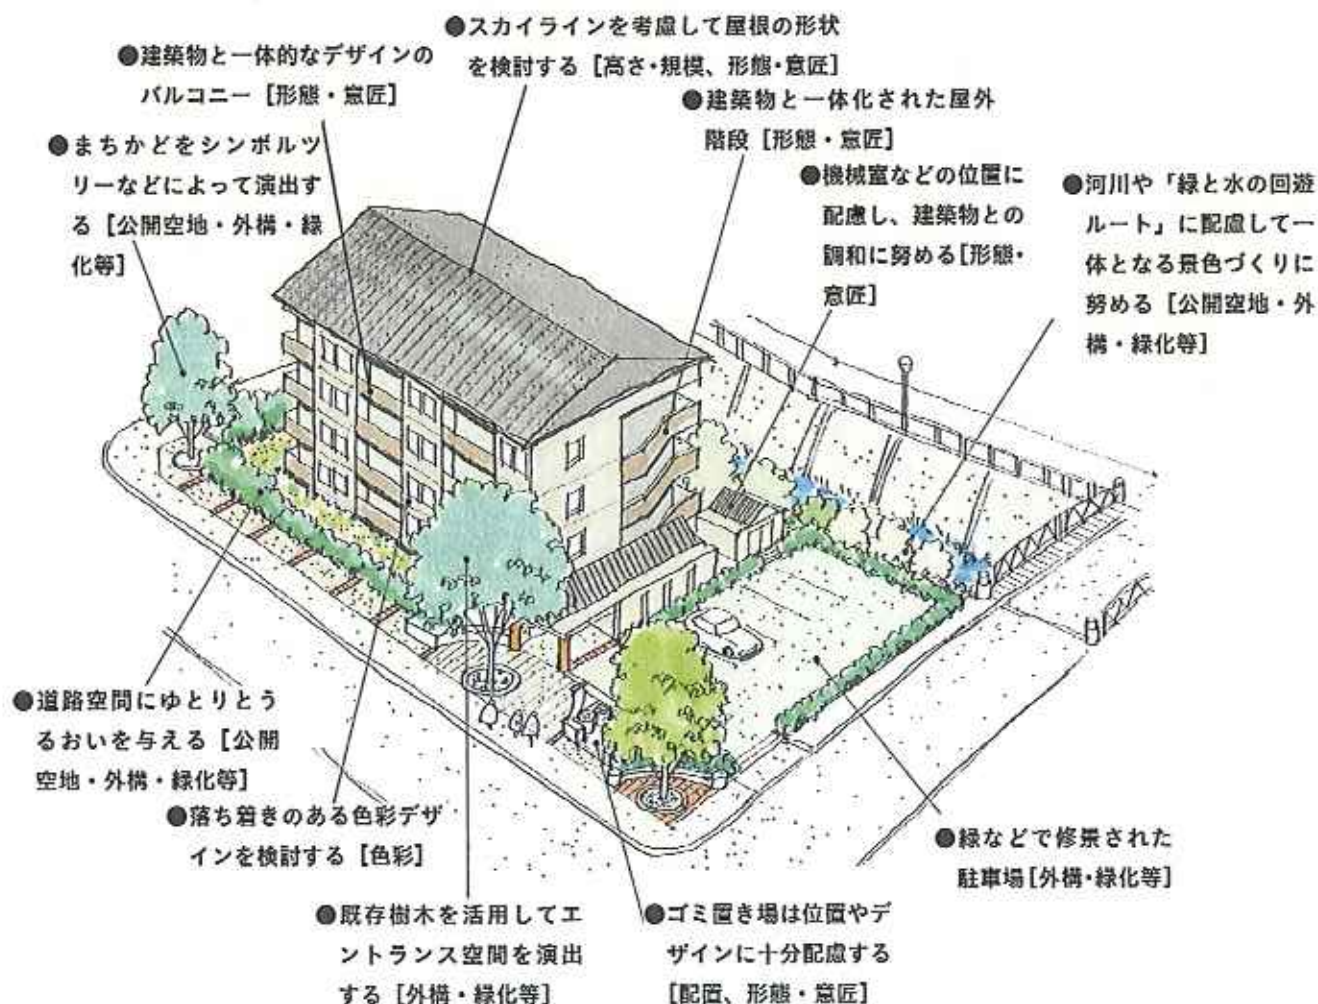 ●スカイラインを考慮して屋根の形状
を検討する［高さ・規模、形態・意匠］
●建築物と一体的なデザインの
バルコニー［形態・意匠］
●建築物と一体化された屋外
階段［形態・意匠］
●まちかどをシンボルツ
リーなどによって演出す
る［公開空地・外構・緑
化等］
●機械室などの位置に
配慮し、建築物との
調和に努める［形態・
意匠］
●河川や「緑と水の回遊
ルート」に配慮して一
体となる景色づくりに
努める［公開空地・外
構・緑化等］
●道路空間にゆとりとう
るおいを与える［公開
空地・外構・緑化等］
●落ち着きのある色彩デザ
インを検討する［色彩］
●既存樹木を活用してエ
ントランス空間を演出
する［外構・緑化等］
●ゴミ置き場は位置やデ
ザインに十分配慮する
［配置、形態・意匠］
●緑などで修景された
駐車場［外構・緑化等］